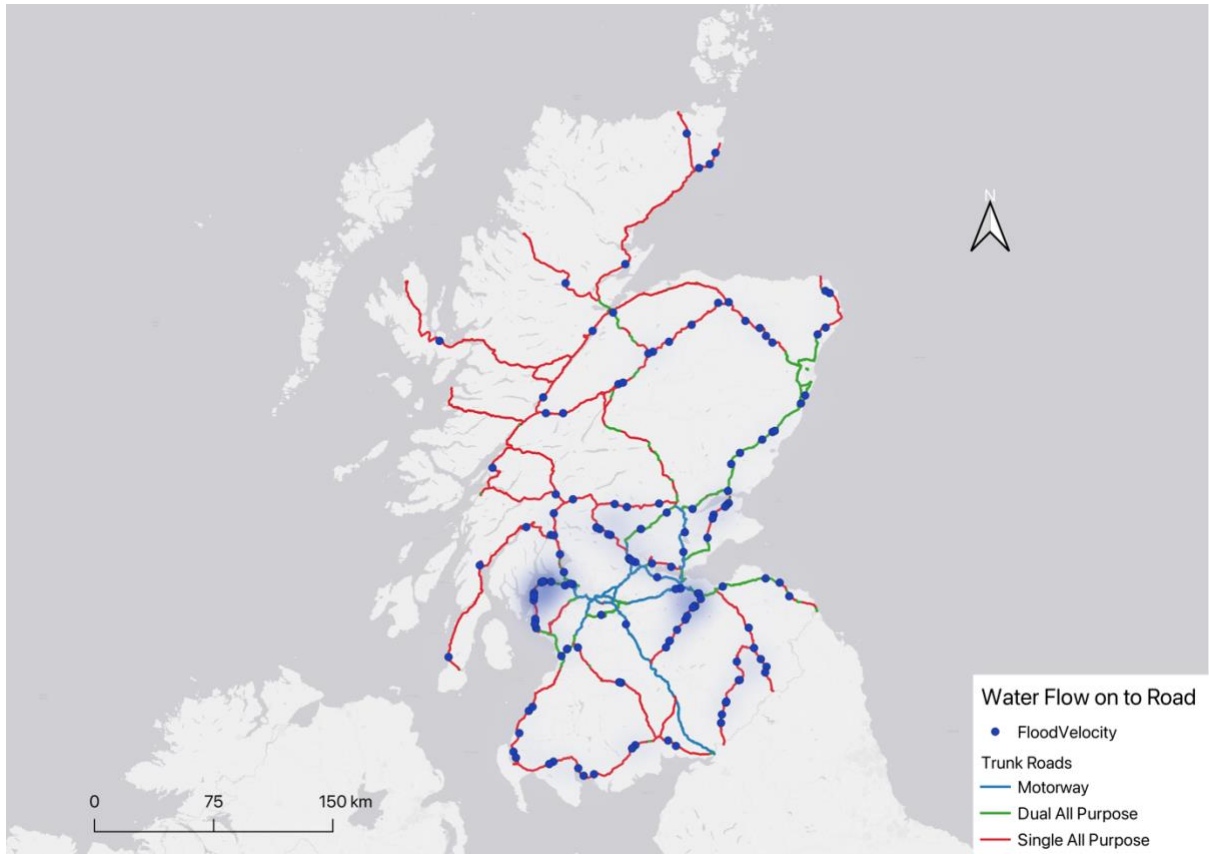 N
Water Flow on to Road
FloodVelocity
Trunk Roads
Motorway
Dual All Purpose
Single All Purpose
0 75 150 km